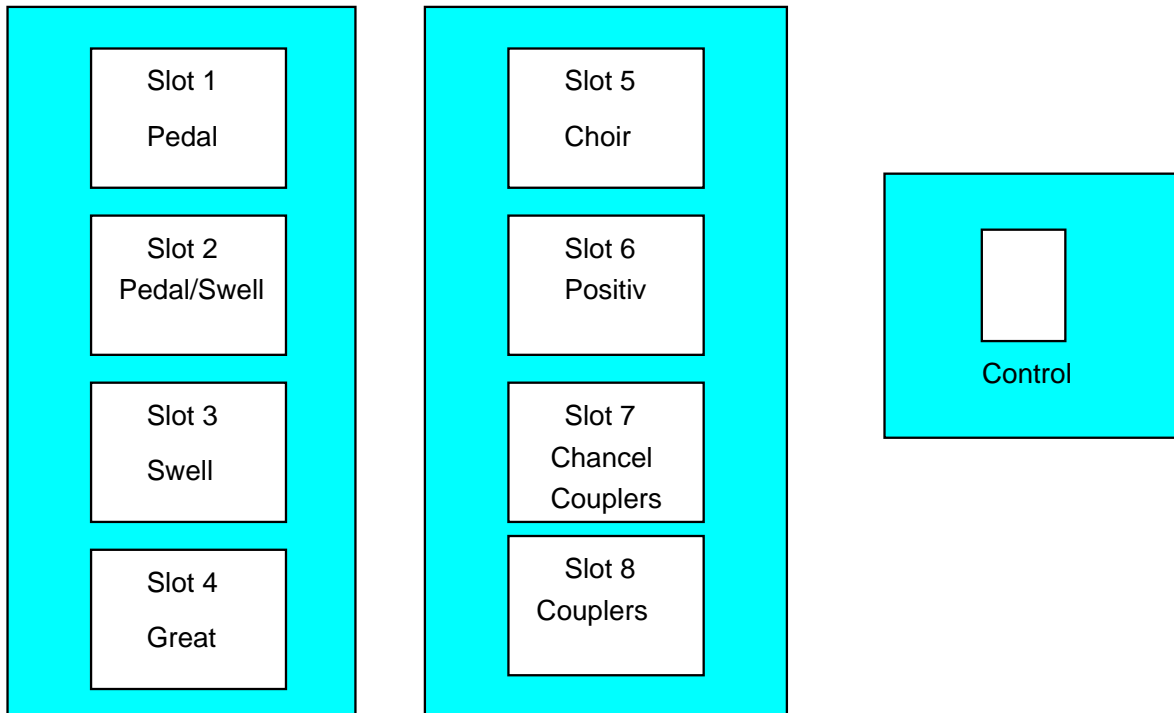 Slot 1
Pedal
Slot 2
Pedal/Swell
Slot 3
Swell
Slot 4
Great
Slot 5
Choir
Slot 6
Positiv
Slot 7
Chancel
Couplers
Slot 8
Couplers
Control